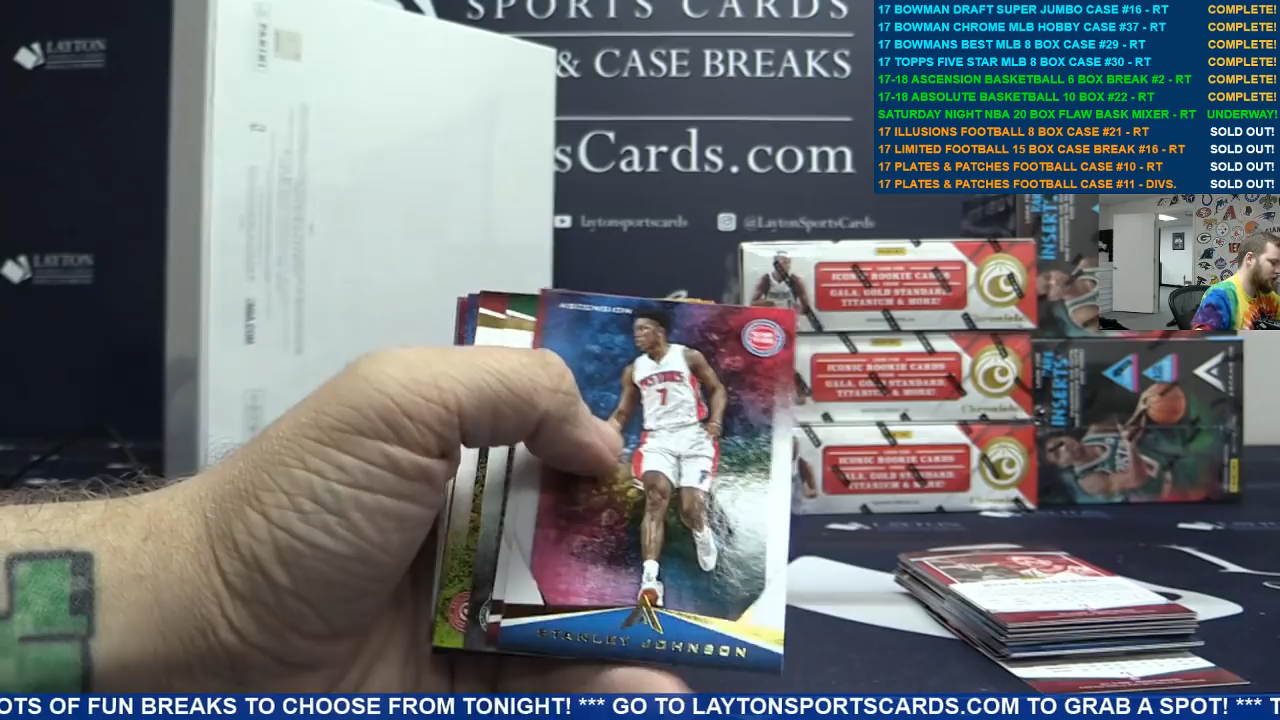 SPORTS CARDS
& CASE BREAKS
sCards.com
laytonsportscards
@LaytonSportsCards
LAYTON
LAYTON
PANINI
17 BOWMAN DRAFT SUPER JUMBO CASE #16 - RT COMPLETE!
17 BOWMAN CHROME MLB HOBBY CASE #37 - RT COMPLETE!
17 BOWMANS BEST MLB 8 BOX CASE #29 - RT COMPLETE!
17 TOPPS FIVE STAR MLB 8 BOX CASE #30 - RT COMPLETE!
17-18 ASCENSION BASKETBALL 6 BOX BREAK #2 - RT COMPLETE!
17-18 ABSOLUTE BASKETBALL 10 BOX #22 - RT COMPLETE!
SATURDAY NIGHT NBA 20 BOX FLAW BASK MIXER - RT UNDERWAY!
17 ILLUSIONS FOOTBALL 8 BOX CASE #21 - RT SOLD OUT!
17 LIMITED FOOTBALL 15 BOX CASE BREAK #16 - RT SOLD OUT!
17 PLATES & PATCHES FOOTBALL CASE #10 - RT SOLD OUT!
17 PLATES & PATCHES FOOTBALL CASE #11 - DIVS. SOLD OUT!
INSERTS
ICONIC ROOKIE CARDS
GALA, GOLD STANDARD,
TITANIUM & MORE!
Chronicles
ICONIC ROOKIE CARDS
GALA, GOLD STANDARD,
TITANIUM & MORE!
ICONIC ROOKIE CARDS
GALA, GOLD STANDARD,
TITANIUM & MORE!
INSERTS
ASCENSION
PISTONS
7
STANLEY JOHNSON
OTS OF FUN BREAKS TO CHOOSE FROM TONIGHT! *** GO TO LAYTONSPORTSCARDS.COM TO GRAB A SPOT! *** T